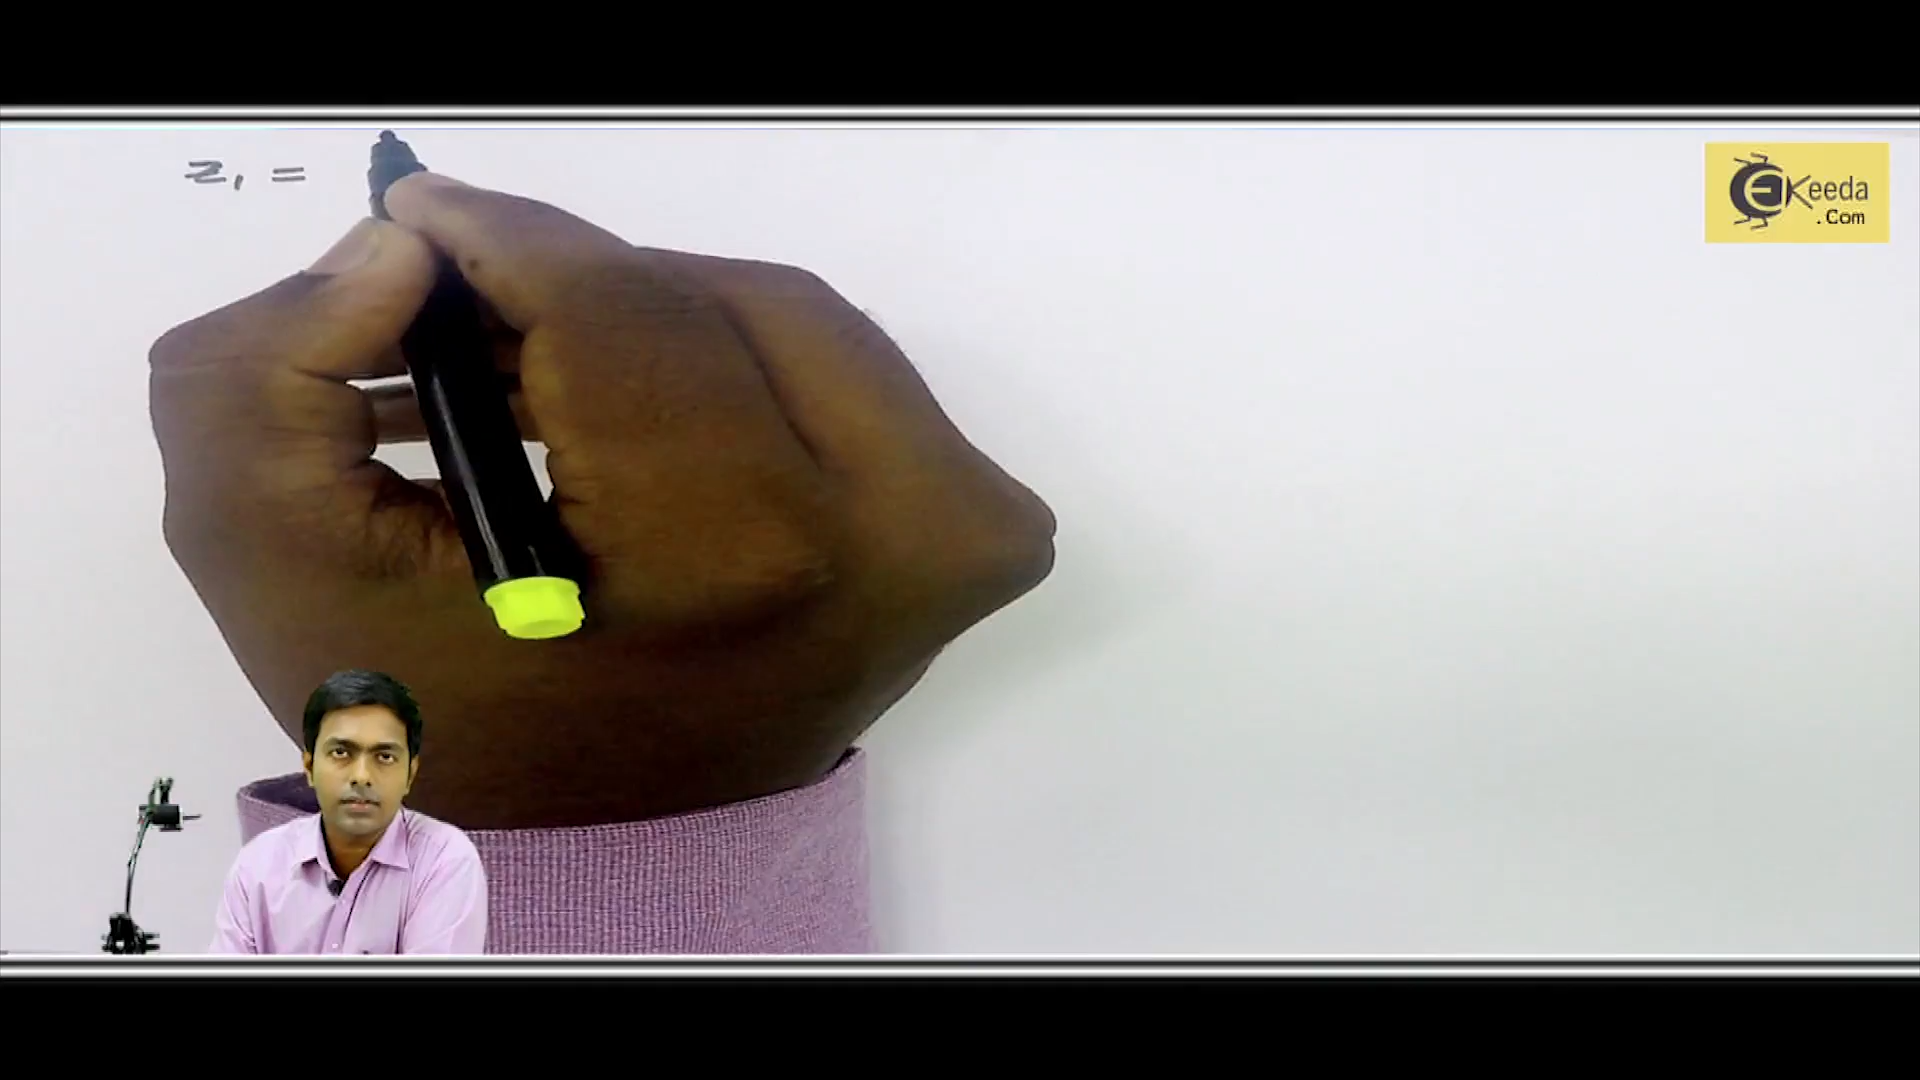 z₁ =
EKeeda
.Com